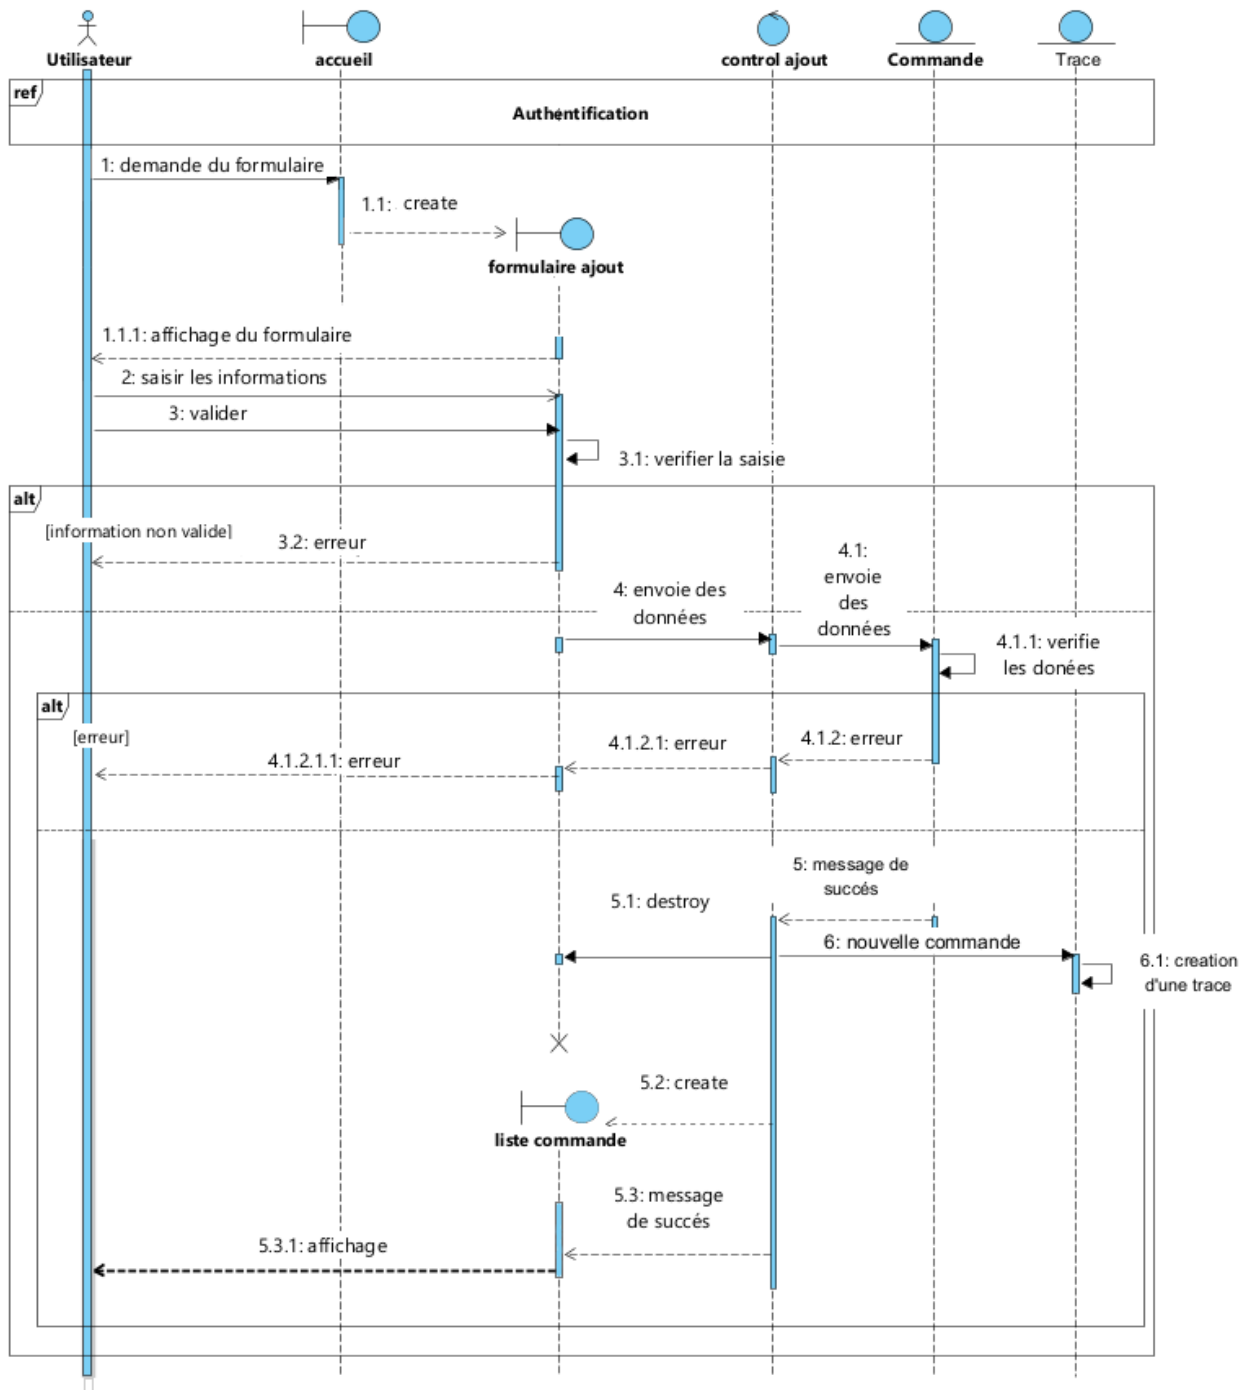 Utilisateur
accueil
control ajout
Commande
Trace
ref
Authéntification
1: demande du formulaire
1.1: create
formulaire ajout
1.1.1: affichage du formulaire
2: saisir les informations
3: valider
3.1: verifier la saisie
alt
[information non valide]
3.2: erreur
4: envoie des
données
4.1:
envoie
des
données
4.1.1: verifie
les donées
alt
[erreur]
4.1.2.1.1: erreur
4.1.2.1: erreur
4.1.2: erreur
5: message de
succés
5.1: destroy
6: nouvelle commande
6.1: creation
d'une trace
5.2: create
liste commande
5.3: message
de succés
5.3.1: affichage